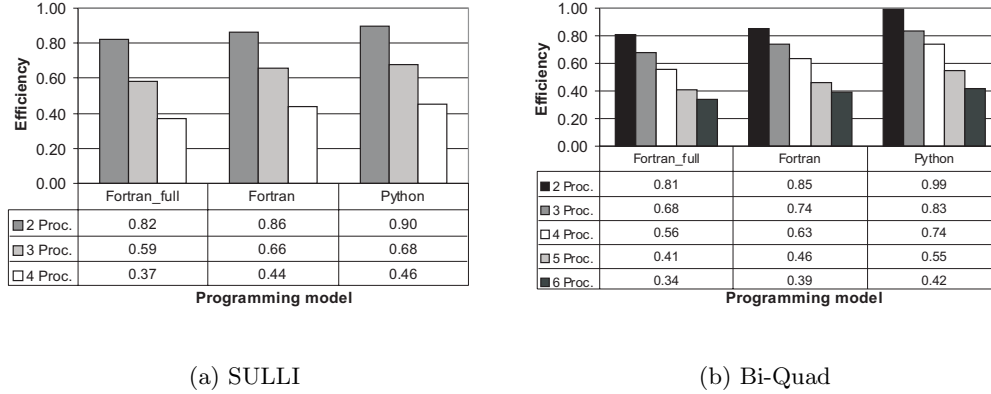 1.00
0.80
0.60
0.40
0.20
0.00
Efficiency
Fortran_full Fortran Python
2 Proc. 0.82 0.86 0.90
3 Proc. 0.59 0.66 0.68
4 Proc. 0.37 0.44 0.46
Programming model
(a) SULLI
1.00
0.80
0.60
0.40
0.20
0.00
Efficiency
Fortran_full Fortran Python
2 Proc. 0.81 0.85 0.99
3 Proc. 0.68 0.74 0.83
4 Proc. 0.56 0.63 0.74
5 Proc. 0.41 0.46 0.55
6 Proc. 0.34 0.39 0.42
Programming model
(b) Bi-Quad